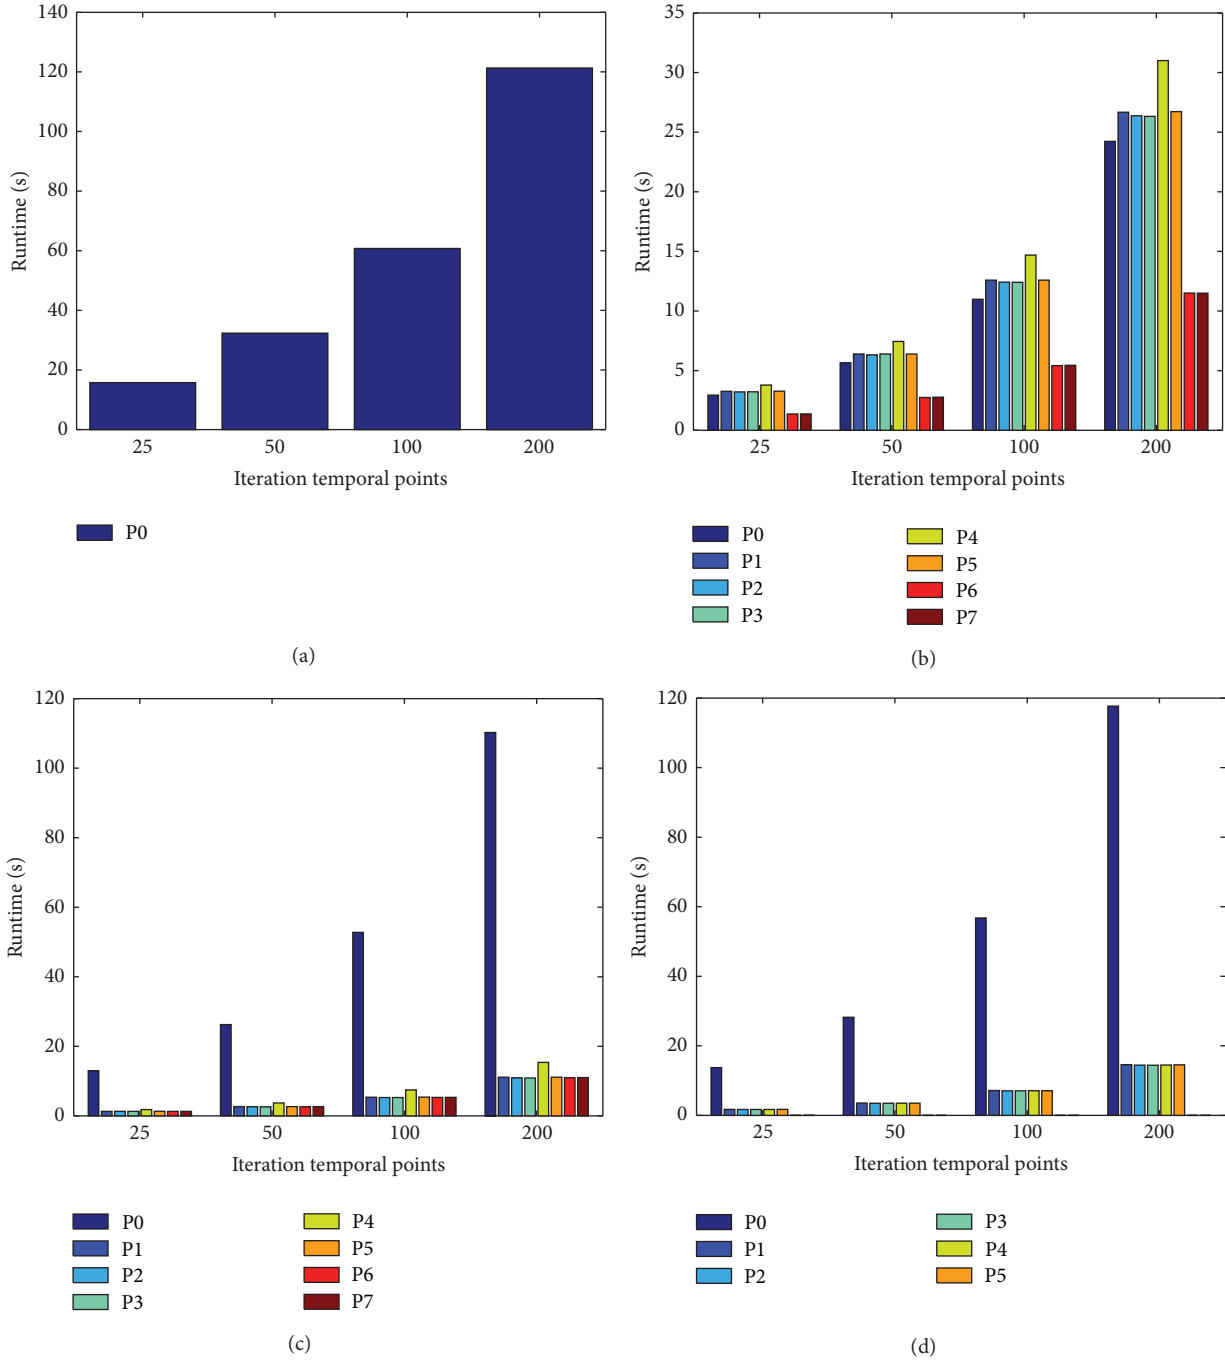 140
120
100
80
60
40
20
0
Runtime (s)
25 50 100 200
Iteration temporal points
P0
(a)
35
30
25
20
15
10
5
0
Runtime (s)
25 50 100 200
Iteration temporal points
P0
P1
P2
P3
P4
P5
P6
P7
(b)
120
100
80
60
40
20
0
Runtime (s)
25 50 100 200
Iteration temporal points
P0
P1
P2
P3
P4
P5
P6
P7
(c)
120
100
80
60
40
20
0
Runtime (s)
25 50 100 200
Iteration temporal points
P0
P1
P2
P3
P4
P5
(d)